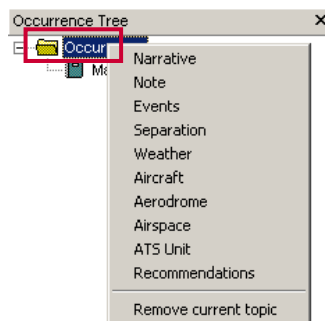 Occurrence Tree
Occur
Ma
Narrative
Note
Events
Separation
Weather
Aircraft
Aerodrome
Airspace
ATS Unit
Recommendations
Remove current topic